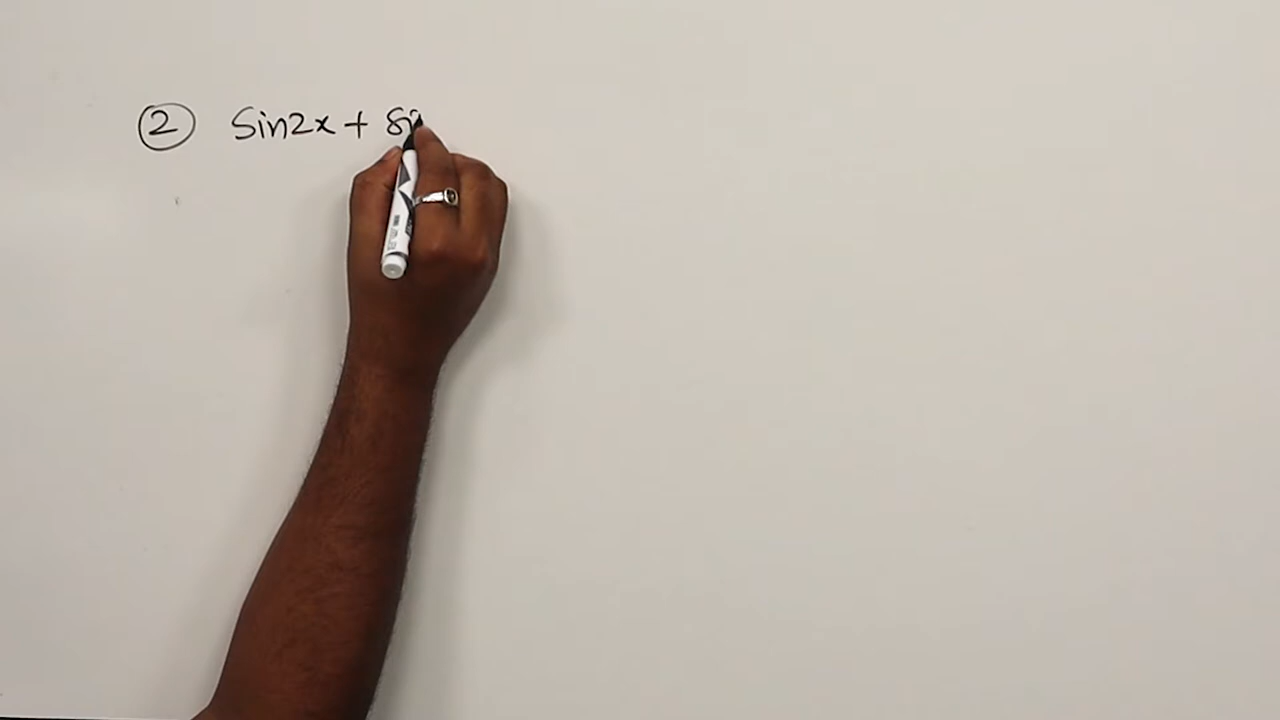 ② Sin2x + Si